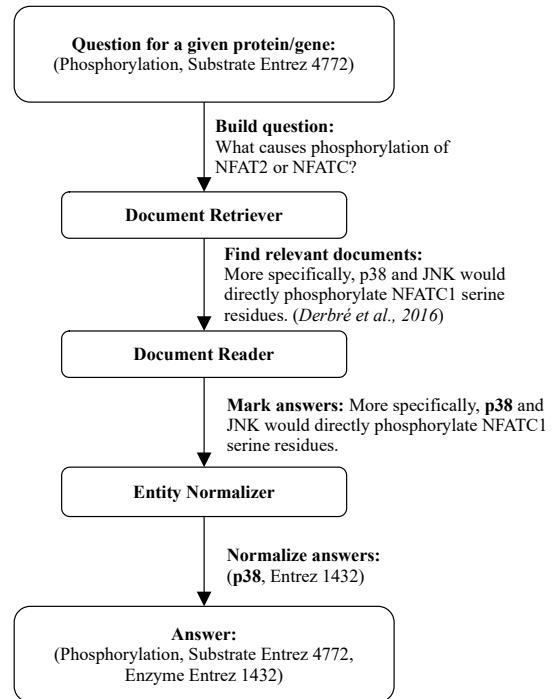 Question for a given protein/gene:
(Phosphorylation, Substrate Entrez 4772)
Build question:
What causes phosphorylation of
NFAT2 or NFATC?
Document Retriever
Find relevant documents:
More specifically, p38 and JNK would
directly phosphorylate NFATC1 serine
residues. (Derbré et al., 2016)
Document Reader
Mark answers: More specifically, p38 and
JNK would directly phosphorylate NFATC1
serine residues.
Entity Normalizer
Normalize answers:
(p38, Entrez 1432)
Answer:
(Phosphorylation, Substrate Entrez 4772,
Enzyme Entrez 1432)